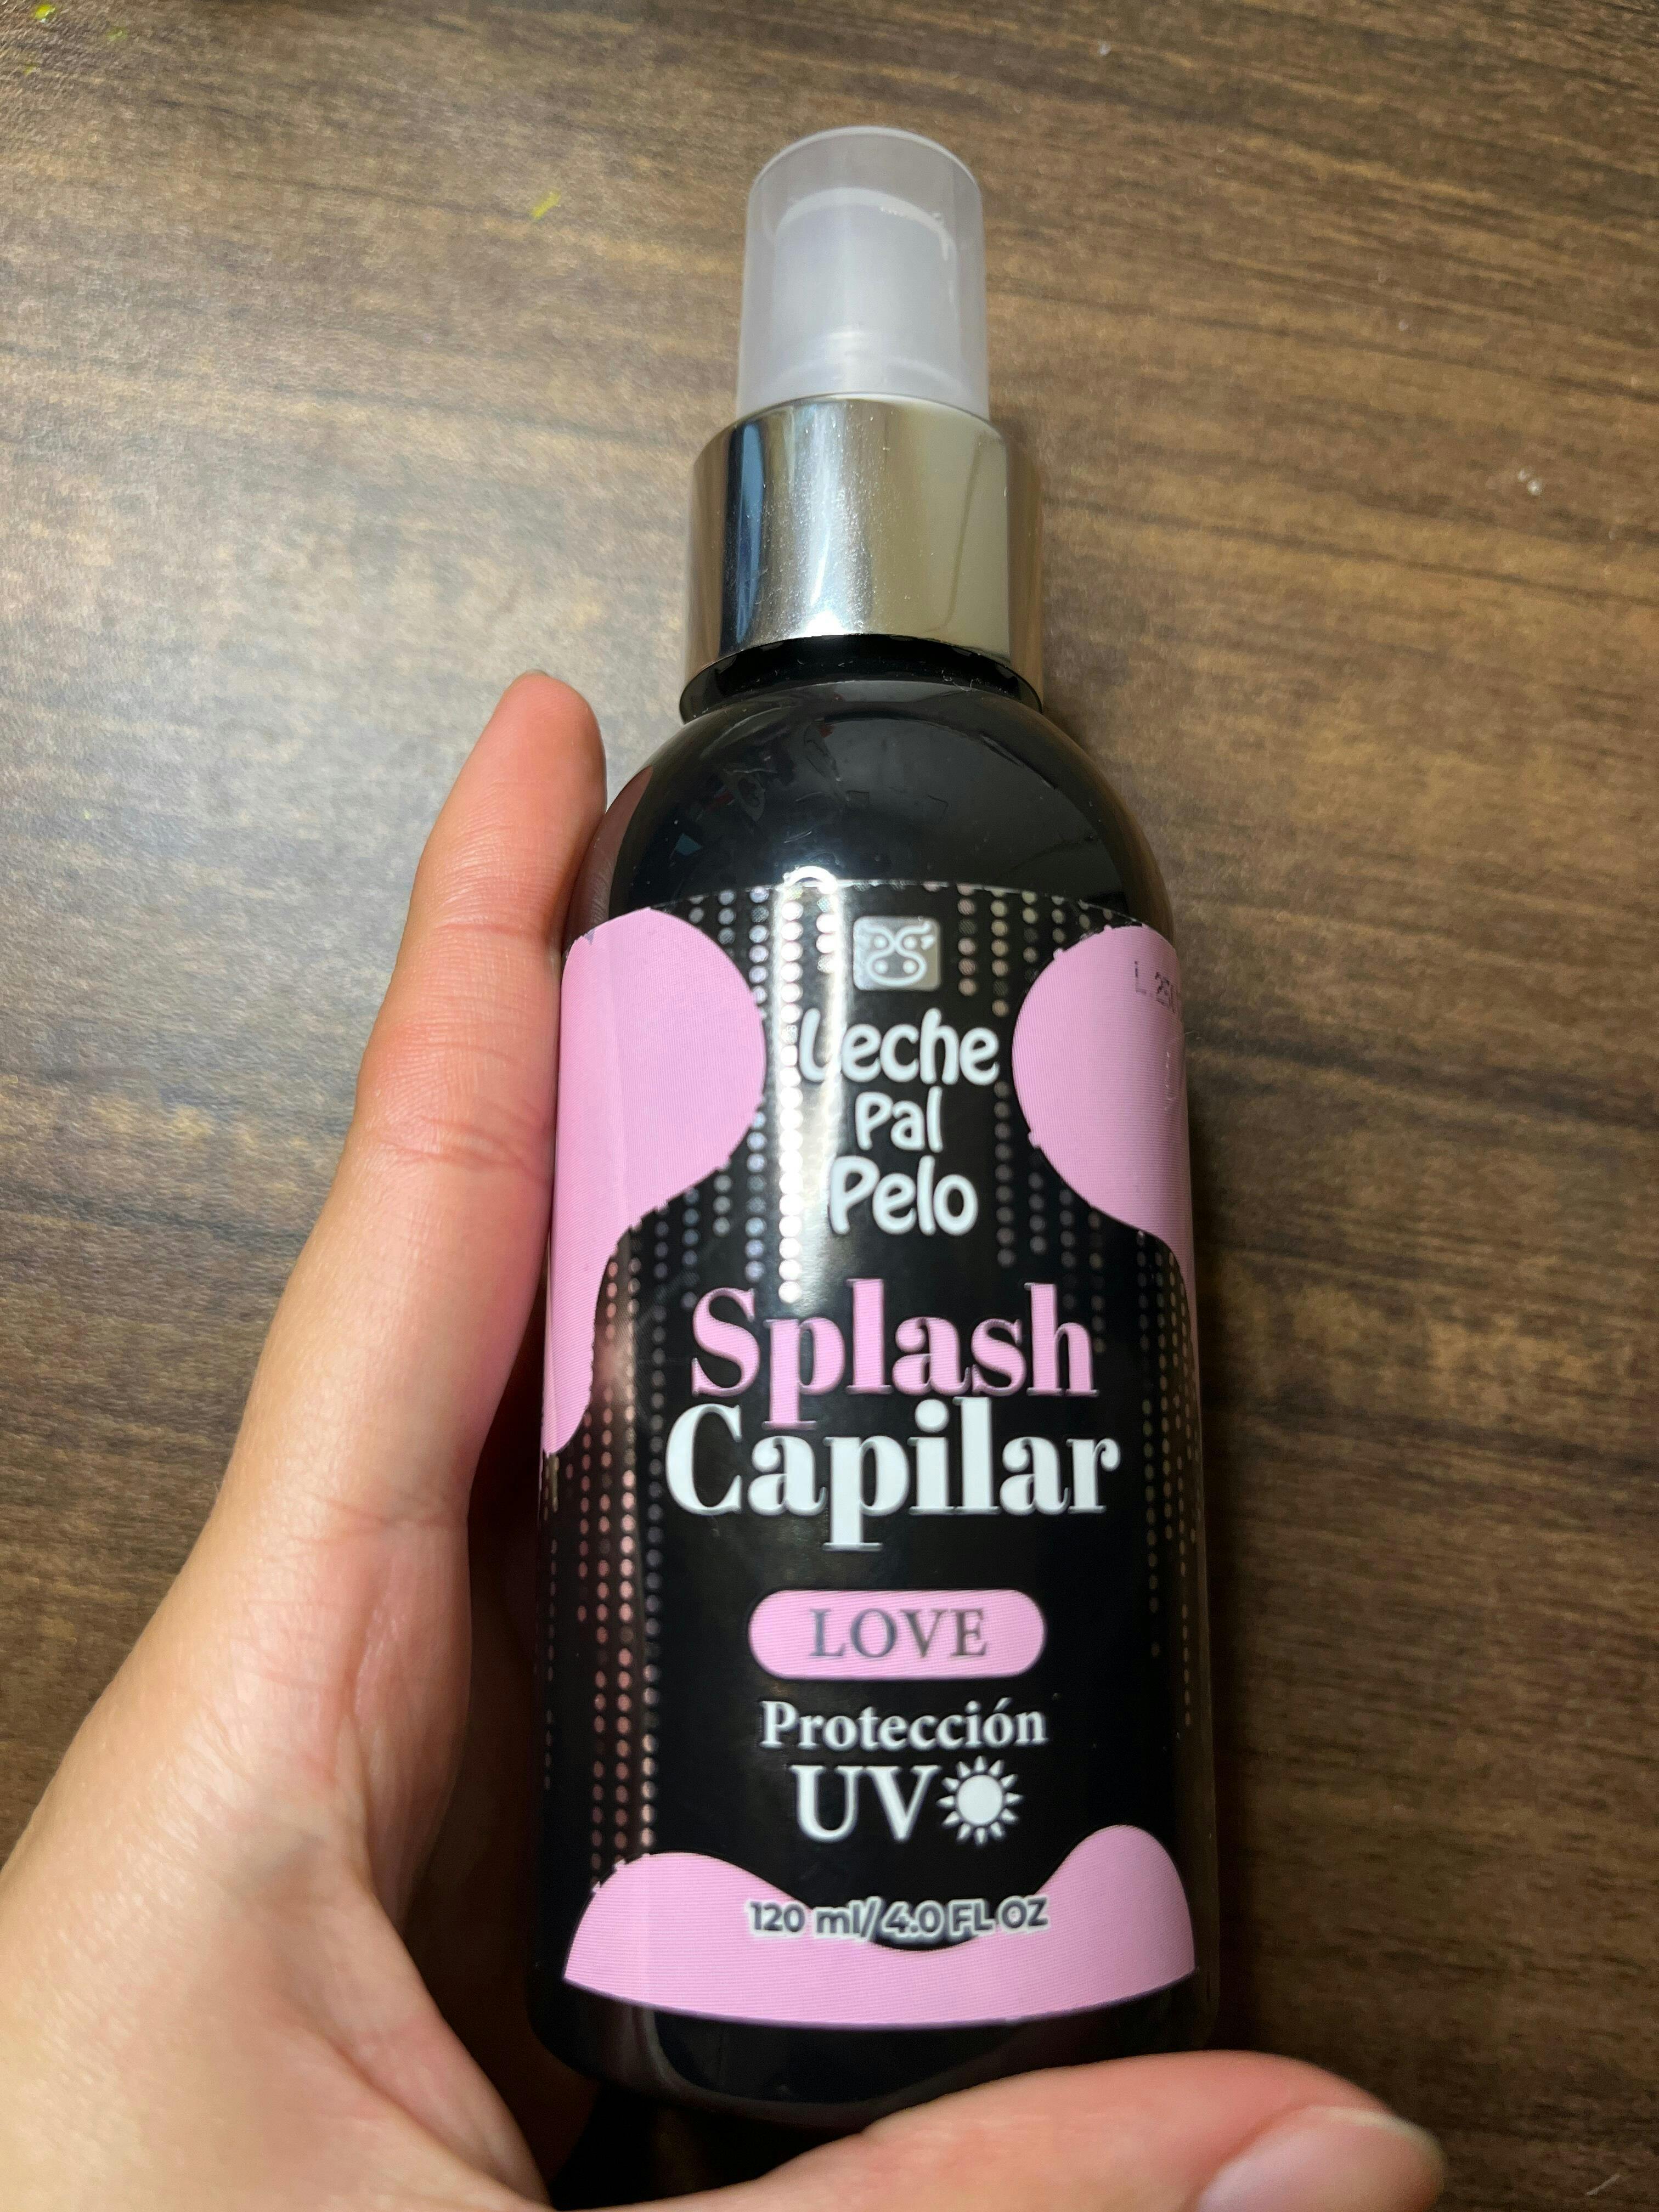 Leche
Pal
Pelo
Splash
Capilar
LOVE
Protección
UV
120 ml/4.0 FL OZ